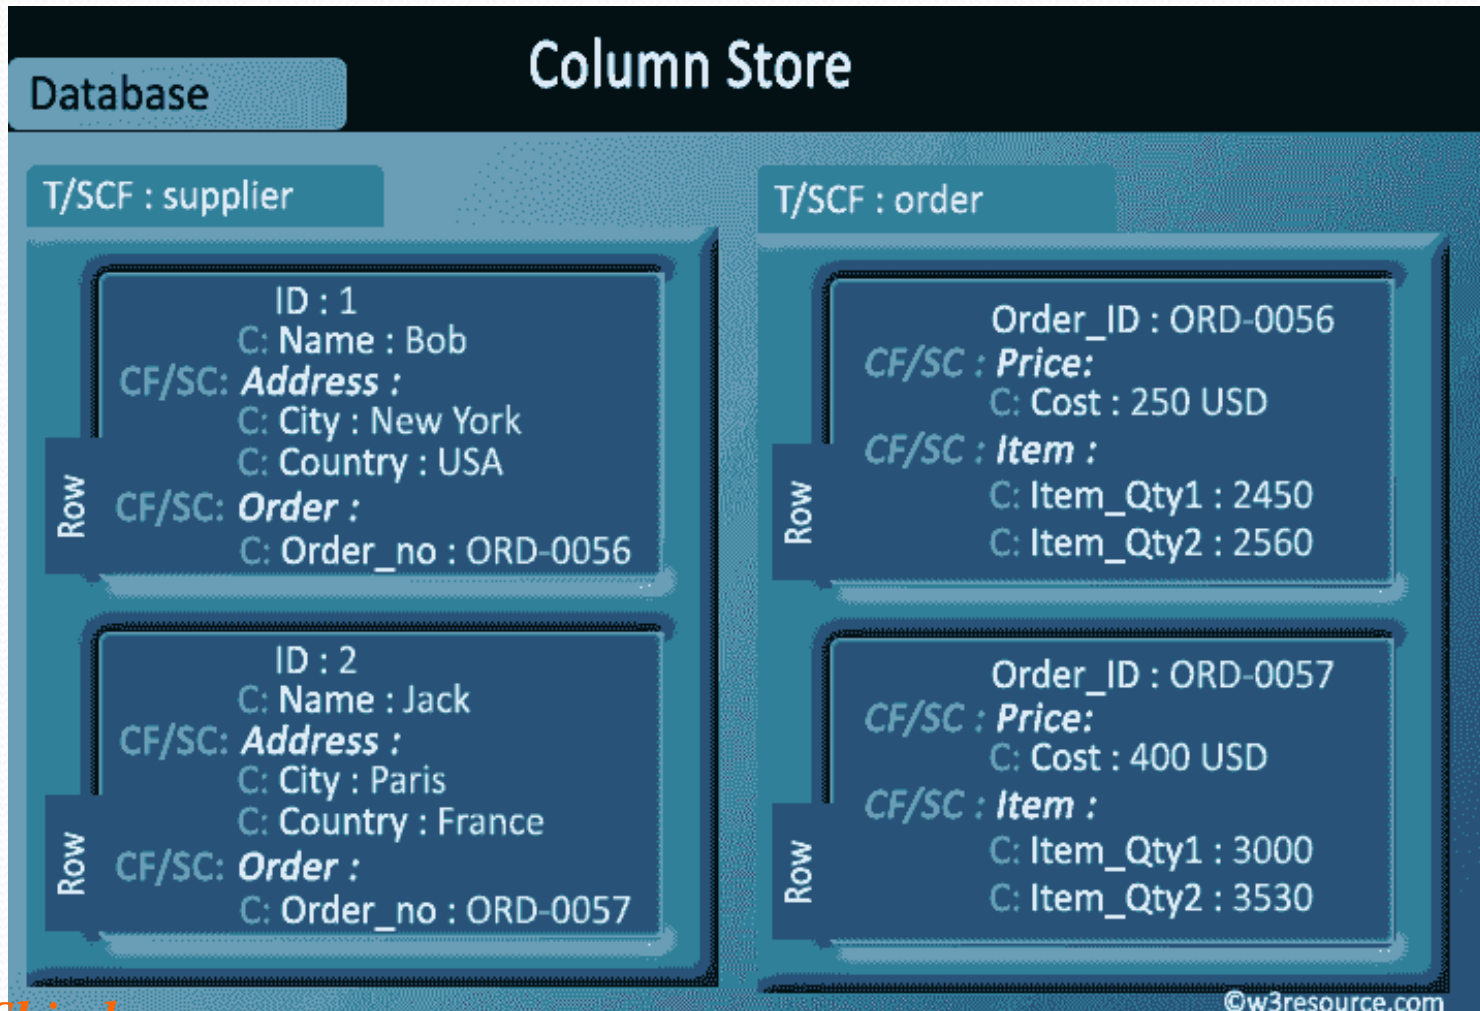 Column Store
Database
T/SCF : supplier
ID : 1
C: Name : Bob
CF/SC: Address :
C: City : New York
C: Country : USA
CF/SC: Order :
C: Order_no : ORD-0056
Row
ID : 2
C: Name : Jack
CF/SC: Address :
C: City : Paris
C: Country : France
CF/SC: Order :
C: Order_no : ORD-0057
Row
T/SCF : order
Order_ID : ORD-0056
CF/SC : Price:
C: Cost : 250 USD
CF/SC : Item :
C: Item_Qty1 : 2450
C: Item_Qty2 : 2560
Row
Order_ID : ORD-0057
CF/SC : Price:
C: Cost : 400 USD
CF/SC : Item :
C: Item_Qty1 : 3000
C: Item_Qty2 : 3530
Row
©w3resource.com